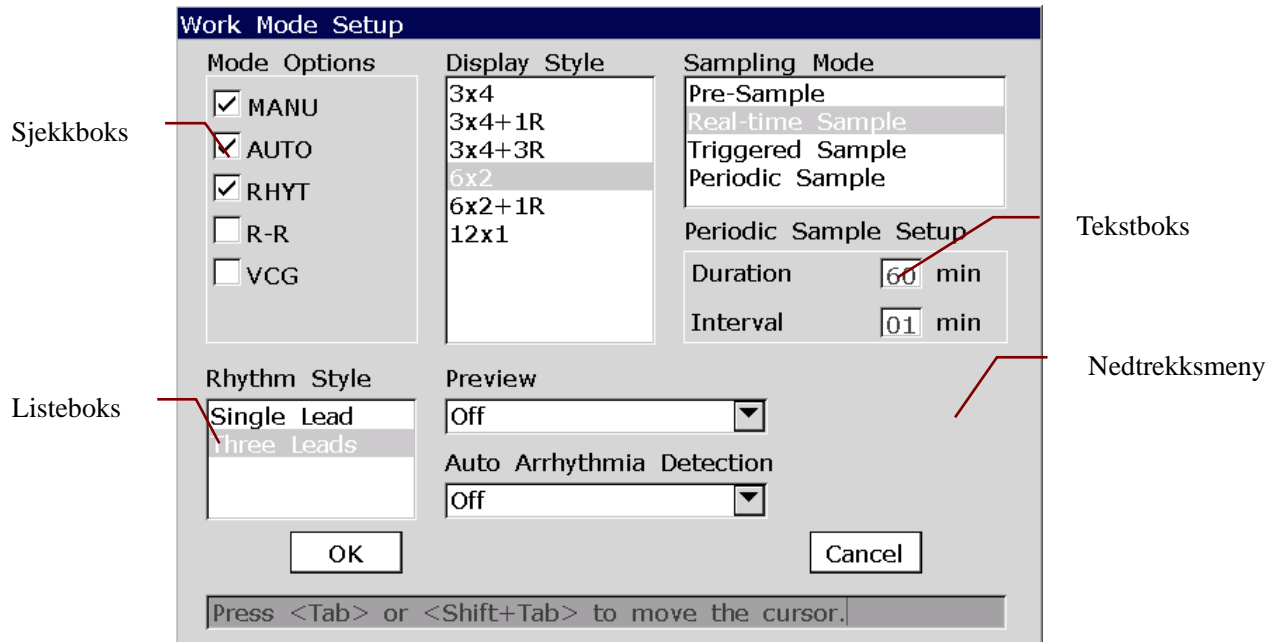 Work Mode Setup
Mode Options
MANU
AUTO
RHYT
R-R
VCG
Display Style
3x4
3x4+1R
3x4+3R
6x2
6x2+1R
12x1
Sampling Mode
Pre-Sample
Real-time Sample
Triggered Sample
Periodic Sample
Periodic Sample Setup
Duration 60 min
Interval 01 min
Rhythm Style
Single Lead
Three Leads
Preview
Off
Auto Arrhythmia Detection
Off
OK
Cancel
Press <Tab> or <Shift+Tab> to move the cursor.
Sjekkboks
Listeboks
Tekstboks
Nedtrekksmeny